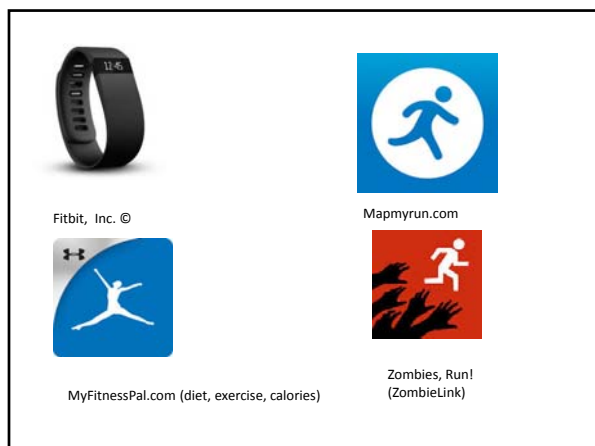 12:45
Fitbit, Inc. ©
Mapmyrun.com
MyFitnessPal.com (diet, exercise, calories)
Zombies, Run!
(ZombieLink)